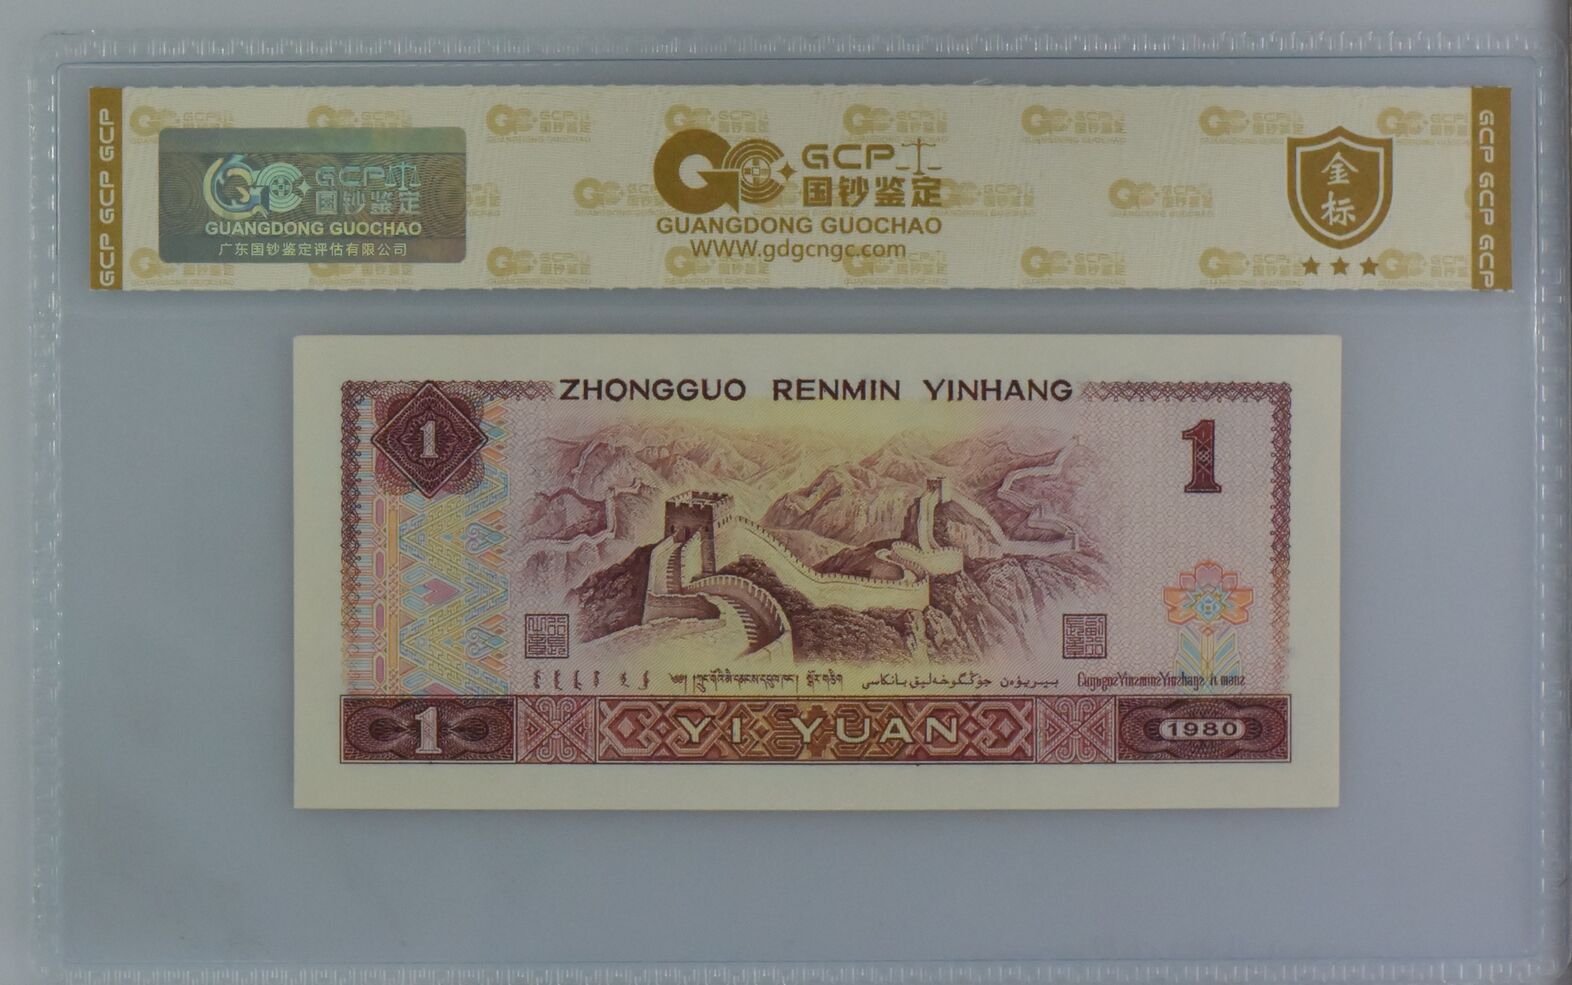 GCP GCP GCP
GCP
国钞鉴定
GUANGDONG GUOCHAO
广东国钞鉴定评估有限公司
GCP
国钞鉴定
GUANGDONG GUOCHAO
WWW.gdgcngc.com
金标
GCP GCP GCP
ZHONGGUO RENMIN YINHANG
1
1
1 YI YUAN 1980